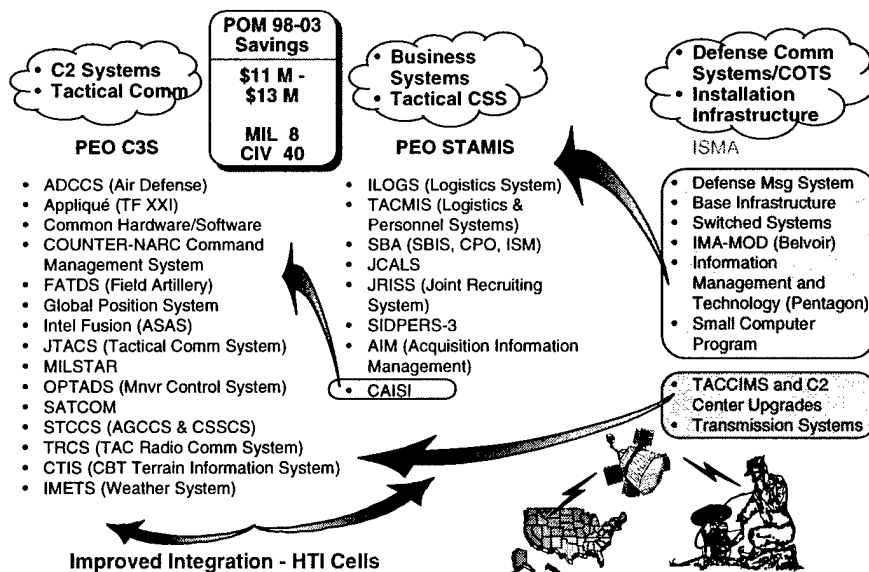 POM 98-03
Savings
$11 M -
$13 M
MIL 8
CIV 40
• C2 Systems
• Tactical Comm
PEO C3S
• ADCCS (Air Defense)
• Appliqué (TF XXI)
• Common Hardware/Software
• COUNTER-NARC Command
Management System
• FATDS (Field Artillery)
• Global Position System
• Intel Fusion (ASAS)
• JTACS (Tactical Comm System)
• MILSTAR
• OPTADS (Mnvr Control System)
• SATCOM
• STCCS (AGCCS & CSSCS)
• TRCS (TAC Radio Comm System)
• CTIS (CBT Terrain Information System)
• IMETS (Weather System)
• Business
Systems
• Tactical CSS
PEO STAMIS
• ILOGS (Logistics System)
• TACMIS (Logistics &
Personnel Systems)
• SBA (SBIS, CPO, ISM)
• JCALS
• JRISS (Joint Recruiting
System)
• SIDPERS-3
• AIM (Acquisition Information
Management)
• CAISI
• Defense Comm
Systems/COTS
• Installation
Infrastructure
ISMA
• Defense Msg System
• Base Infrastructure
• Switched Systems
• IMA-MOD (Belvoir)
• Information
Management and
Technology (Pentagon)
• Small Computer
Program
• TACCIMS and C2
Center Upgrades
• Transmission Systems
Improved Integration - HTI Cells